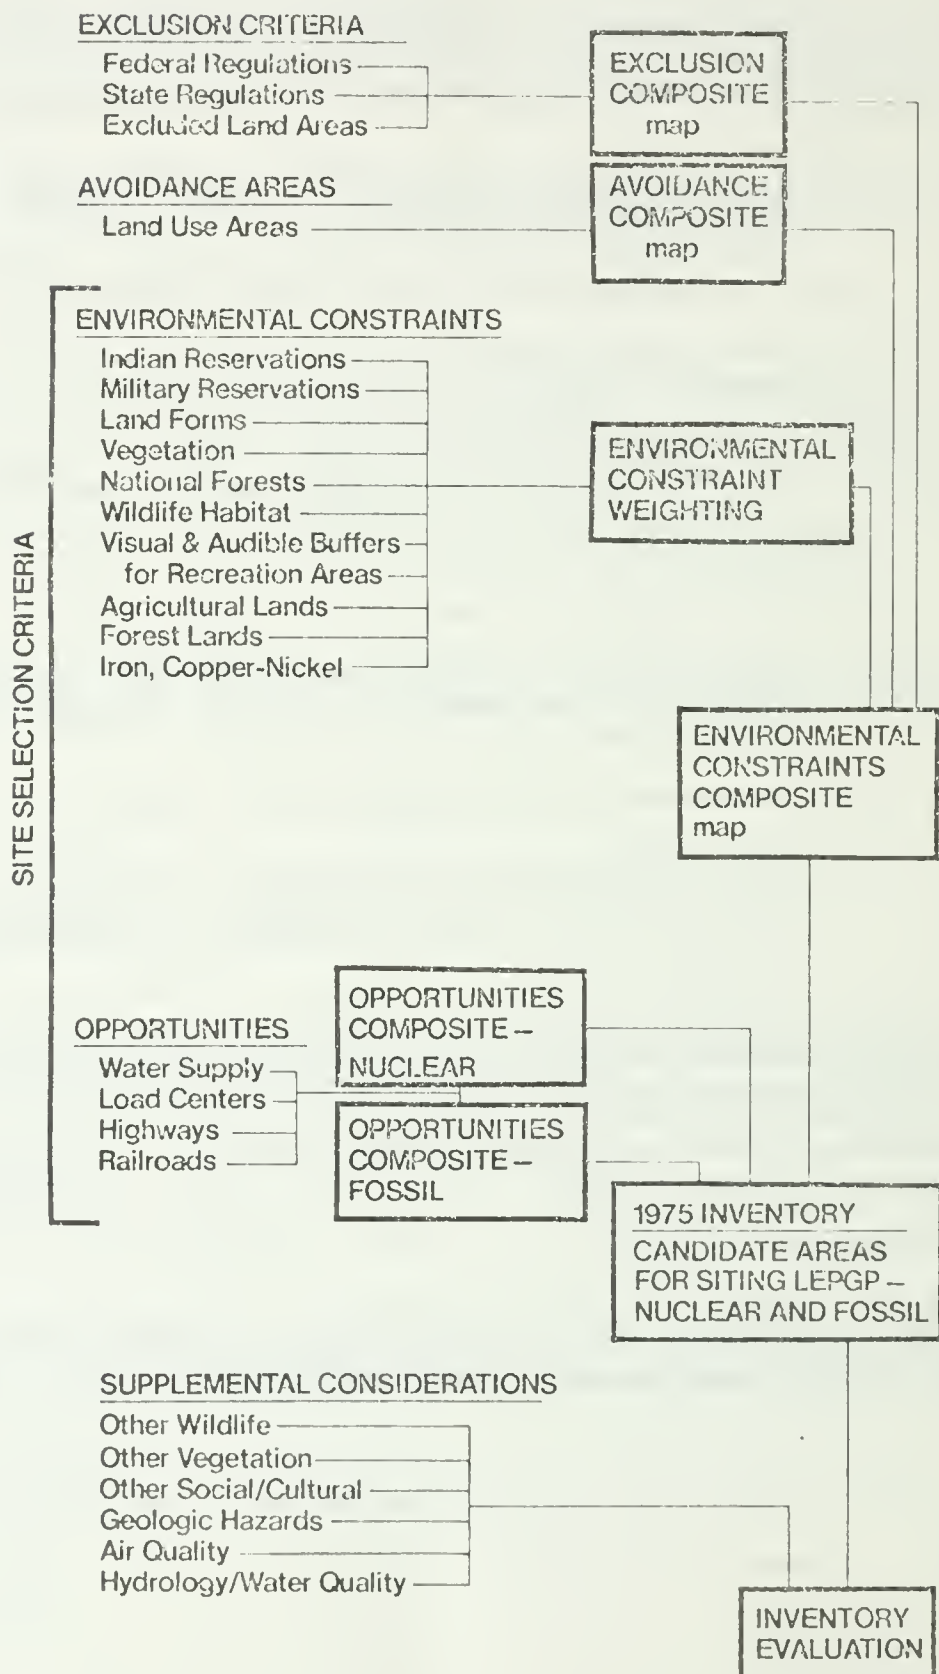 EXCLUSION CRITERIA
Federal Regulations
State Regulations
Excluded Land Areas
EXCLUSION
COMPOSITE
map
AVOIDANCE AREAS
Land Use Areas
AVOIDANCE
COMPOSITE
map
SITE SELECTION CRITERIA
ENVIRONMENTAL CONSTRAINTS
Indian Reservations
Military Reservations
Land Forms
Vegetation
National Forests
Wildlife Habitat
Visual & Audible Buffers
for Recreation Areas
Agricultural Lands
Forest Lands
Iron, Copper-Nickel
ENVIRONMENTAL
CONSTRAINT
WEIGHTING
ENVIRONMENTAL
CONSTRAINTS
COMPOSITE
map
OPPORTUNITIES
Water Supply
Load Centers
Highways
Railroads
OPPORTUNITIES
COMPOSITE –
NUCLEAR
OPPORTUNITIES
COMPOSITE –
FOSSIL
1975 INVENTORY
CANDIDATE AREAS
FOR SITING LEPGP –
NUCLEAR AND FOSSIL
SUPPLEMENTAL CONSIDERATIONS
Other Wildlife
Other Vegetation
Other Social/Cultural
Geologic Hazards
Air Quality
Hydrology/Water Quality
INVENTORY
EVALUATION